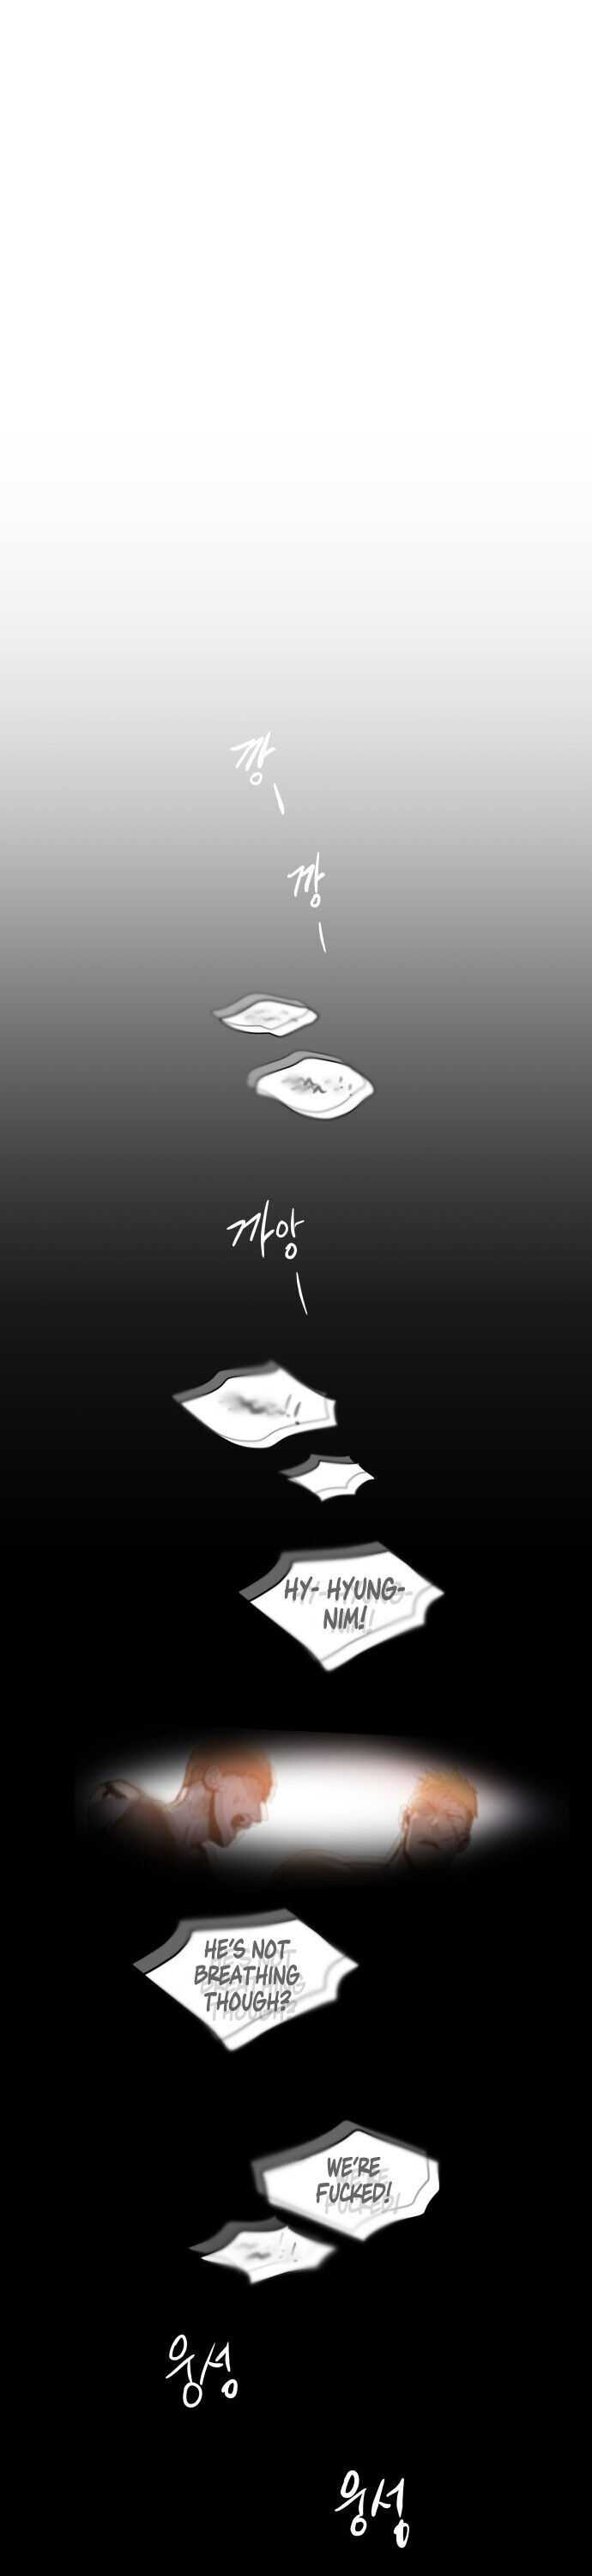 깡
깡
까앙
HY- HYUNG-
NIM!
HE'S NOT
BREATHING
THOUGH?
WE'RE
FUCKED!
웅성
웅성